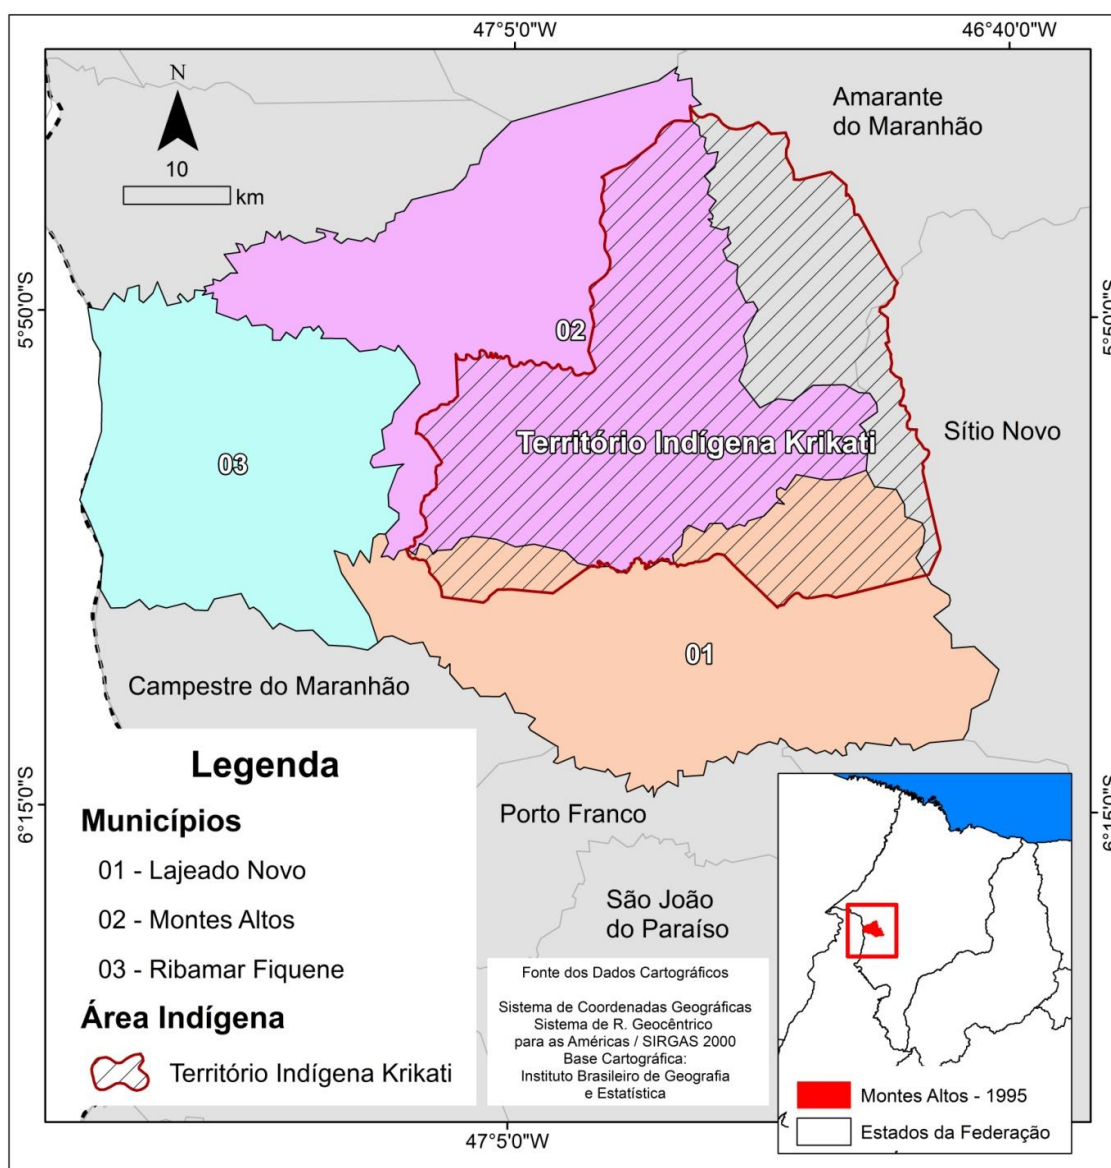 47°5'0"W
46°40'0"W
N
10
km
Amarante
do Maranhão
5°50'0"S
5°50'0"S
02
Território Indígena Krikati
Sítio Novo
03
01
Campestre do Maranhão
Legenda
Municípios
01 - Lajeado Novo
02 - Montes Altos
03 - Ribamar Fiquene
Área Indígena
Território Indígena Krikati
6°15'0"S
6°15'0"S
Porto Franco
São João
do Paraíso
Fonte dos Dados Cartográficos
Sistema de Coordenadas Geográficas
Sistema de R. Geocêntrico
para as Américas / SIRGAS 2000
Base Cartográfica:
Instituto Brasileiro de Geografia
e Estatística
Montes Altos - 1995
Estados da Federação
47°5'0"W